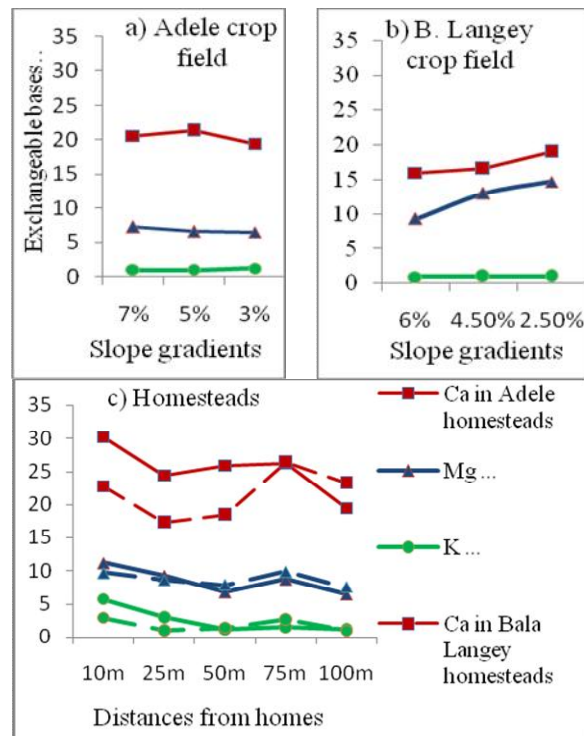 a) Adele crop
field
35
30
25
20
15
10
5
0
Exchangeable bases..
7% 5% 3%
Slope gradients
b) B. Langey
crop field
35
30
25
20
15
10
5
0
6% 4.50% 2.50%
Slope gradients
c) Homesteads
35
30
25
20
15
10
5
0
10m 25m 50m 75m 100m
Distances from homes
Ca in Adele
homesteads
Mg ...
K ...
Ca in Bala
Langey
homesteads